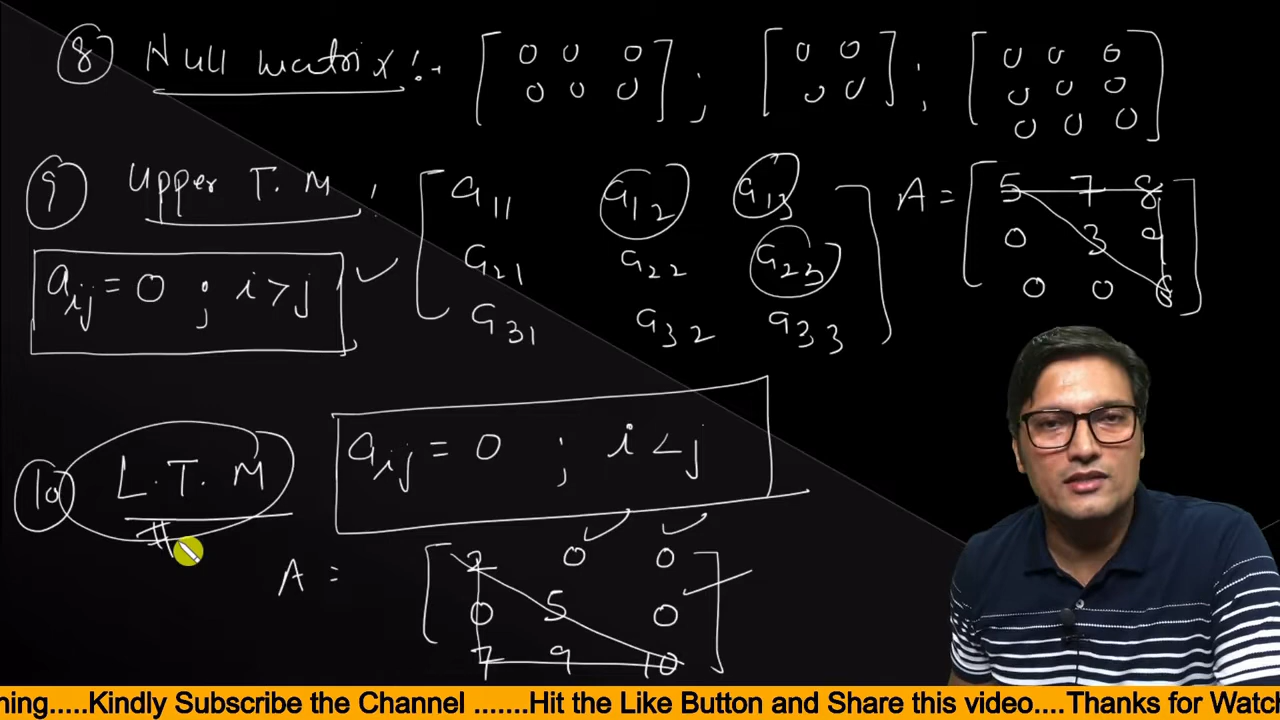 8 Null matrix :- [ 0 0 0 ; [ 0 0 ; [ 0 0 0
0 0 0 ] 0 0 ] 0 0 0
0 0 0 ]
9 Upper T. M : [ a11 a12 a13 ] A = [ 5 7 8
a21 a22 a23 0 3
aij = 0 ; i > j a31 a32 a33 0 0 ]
10 L. T. M aij = 0 ; i < j
#
A = [ 2 0 0
0 5 0
7 9 10 ]
ning.....Kindly Subscribe the Channel .......Hit the Like Button and Share this video....Thanks for Watc